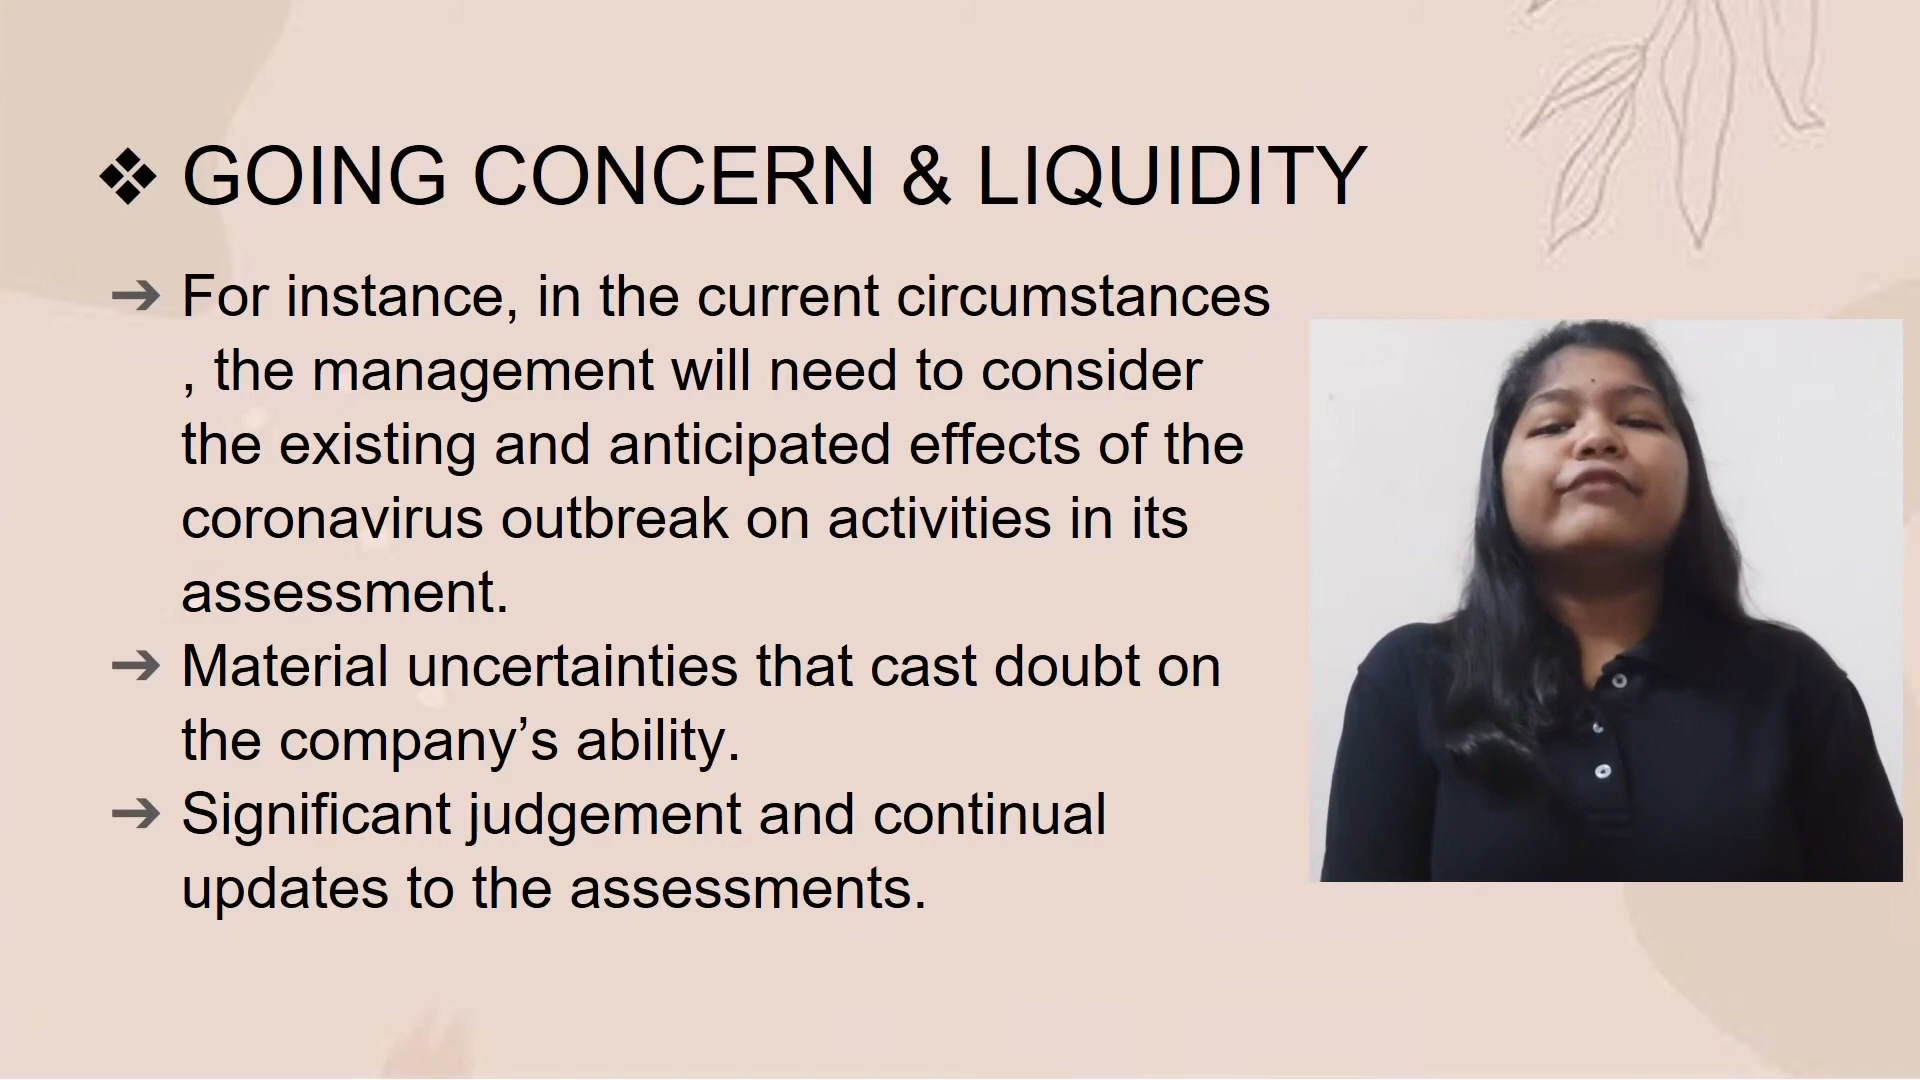 ❖ GOING CONCERN & LIQUIDITY
➔ For instance, in the current circumstances
, the management will need to consider
the existing and anticipated effects of the
coronavirus outbreak on activities in its
assessment.
➔ Material uncertainties that cast doubt on
the company’s ability.
➔ Significant judgement and continual
updates to the assessments.